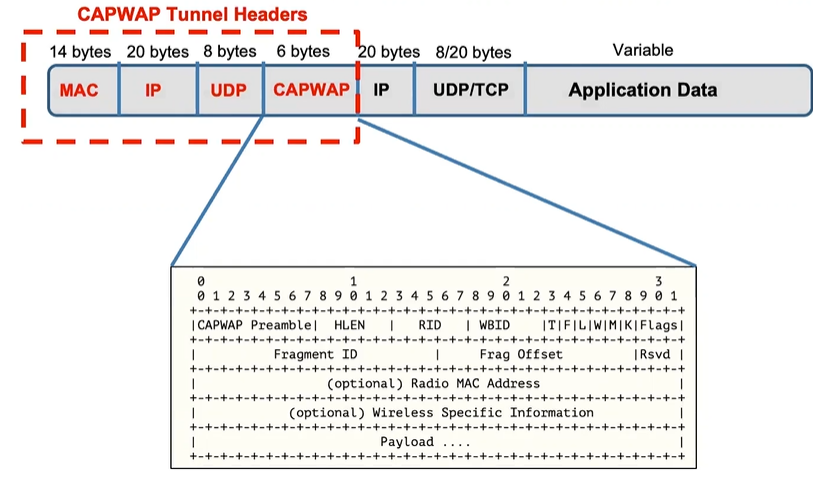 CAPWAP Tunnel Headers
14 bytes 20 bytes 8 bytes 6 bytes 20 bytes 8/20 bytes Variable
MAC IP UDP CAPWAP IP UDP/TCP Application Data
0 1 2 3
0 1 2 3 4 5 6 7 8 9 0 1 2 3 4 5 6 7 8 9 0 1 2 3 4 5 6 7 8 9 0 1
+-+-+-+-+-+-+-+-+-+-+-+-+-+-+-+-+-+-+-+-+-+-+-+-+-+-+-+-+-+-+-+-+
|CAPWAP Preamble| HLEN | RID | WBID |T|F|L|W|M|K|Flags|
+-+-+-+-+-+-+-+-+-+-+-+-+-+-+-+-+-+-+-+-+-+-+-+-+-+-+-+-+-+-+-+-+
| Fragment ID | Frag Offset |Rsvd |
+-+-+-+-+-+-+-+-+-+-+-+-+-+-+-+-+-+-+-+-+-+-+-+-+-+-+-+-+-+-+-+-+
| (optional) Radio MAC Address |
+-+-+-+-+-+-+-+-+-+-+-+-+-+-+-+-+-+-+-+-+-+-+-+-+-+-+-+-+-+-+-+-+
| (optional) Wireless Specific Information |
+-+-+-+-+-+-+-+-+-+-+-+-+-+-+-+-+-+-+-+-+-+-+-+-+-+-+-+-+-+-+-+-+
| Payload .... |
+-+-+-+-+-+-+-+-+-+-+-+-+-+-+-+-+-+-+-+-+-+-+-+-+-+-+-+-+-+-+-+-+